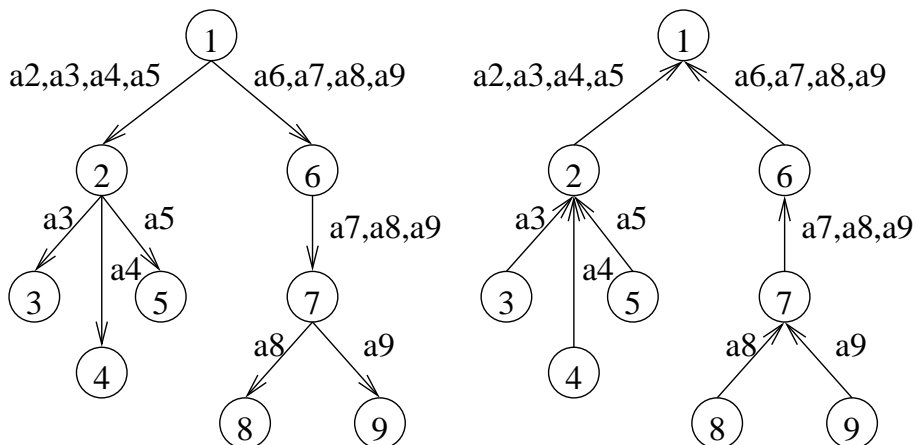 1 1
a2,a3,a4,a5 a6,a7,a8,a9 a2,a3,a4,a5 a6,a7,a8,a9
2 6 2 6
a3 a5 a7,a8,a9 a3 a5 a7,a8,a9
a4 a4
3 5 7 3 5 7
a8 a9 a8 a9
4 4
8 9 8 9